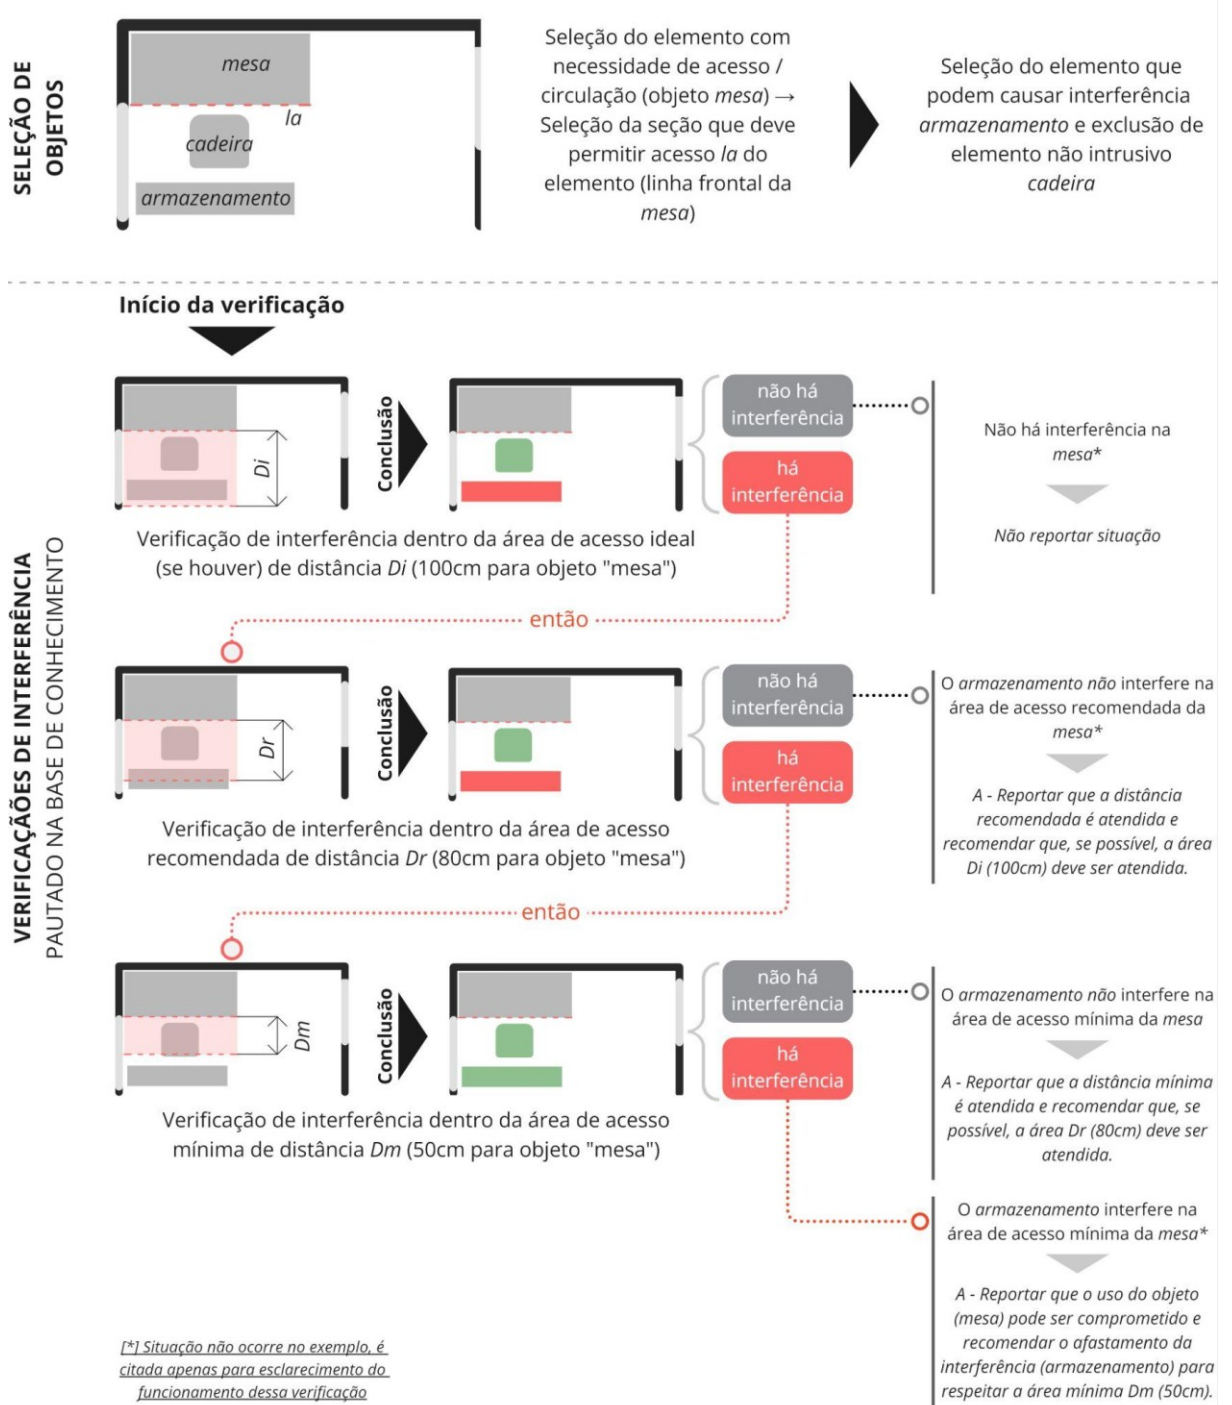 SELEÇÃO DE
OBJETOS
mesa
la
cadeira
armazenamento
Seleção do elemento com
necessidade de acesso /
circulação (objeto mesa) →
Seleção da seção que deve
permitir acesso la do
elemento (linha frontal da
mesa)
Seleção do elemento que
podem causar interferência
armazenamento e exclusão de
elemento não intrusivo
cadeira
VERIFICAÇÃÕES DE INTERFERÊNCIA
PAUTADO NA BASE DE CONHECIMENTO
Início da verificação
Di
Conclusão
não há
interferência
há
interferência
Verificação de interferência dentro da área de acesso ideal
(se houver) de distância Di (100cm para objeto "mesa")
Não há interferência na
mesa*
Não reportar situação
então
Dr
Conclusão
não há
interferência
há
interferência
Verificação de interferência dentro da área de acesso
recomendada de distância Dr (80cm para objeto "mesa")
O armazenamento não interfere na
área de acesso recomendada da
mesa*
A - Reportar que a distância
recomendada é atendida e
recomendar que, se possível, a área
Di (100cm) deve ser atendida.
então
Dm
Conclusão
não há
interferência
há
interferência
Verificação de interferência dentro da área de acesso
mínima de distância Dm (50cm para objeto "mesa")
O armazenamento não interfere na
área de acesso mínima da mesa
A - Reportar que a distância mínima
é atendida e recomendar que, se
possível, a área Dr (80cm) deve ser
atendida.
O armazenamento interfere na
área de acesso mínima da mesa*
A - Reportar que o uso do objeto
(mesa) pode ser comprometido e
recomendar o afastamento da
interferência (armazenamento) para
respeitar a área mínima Dm (50cm).
[*] Situação não ocorre no exemplo, é
citada apenas para esclarecimento do
funcionamento dessa verificação